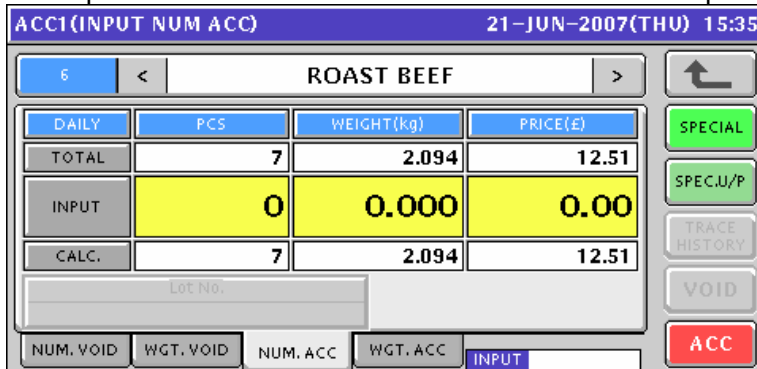 ACC1(INPUT NUM ACC) 21-JUN-2007(THU) 15:35
6 < ROAST BEEF >
DAILY PCS WEIGHT(kg) PRICE(£) SPECIAL
TOTAL 7 2.094 12.51
SPEC.U/P
INPUT 0 0.000 0.00
TRACE
HISTORY
CALC. 7 2.094 12.51
Lot No.
VOID
NUM. VOID WGT. VOID NUM. ACC WGT. ACC INPUT ACC